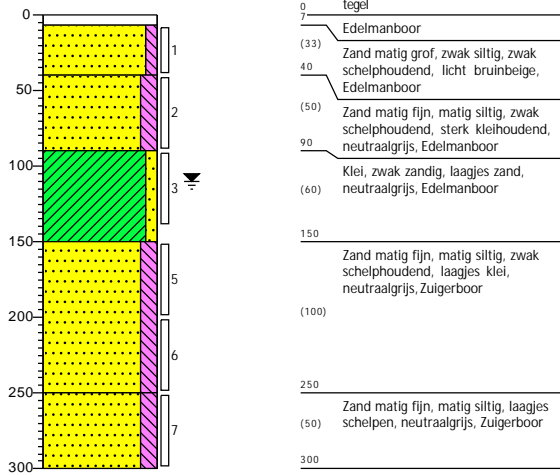 0
50
100
150
200
250
300
1
2
3
5
6
7
0
tegel
7
Edelmanboor
(33)
Zand matig grof, zwak siltig, zwak
schelphoudend, licht bruinbeige,
Edelmanboor
40
(50)
Zand matig fijn, matig siltig, zwak
schelphoudend, sterk kleihoudend,
neutraalgrijs, Edelmanboor
90
Klei, zwak zandig, laagjes zand,
neutraalgrijs, Edelmanboor
(60)
150
Zand matig fijn, matig siltig, zwak
schelphoudend, laagjes klei,
neutraalgrijs, Zuigerboor
(100)
250
Zand matig fijn, matig siltig, laagjes
schelpen, neutraalgrijs, Zuigerboor
(50)
300